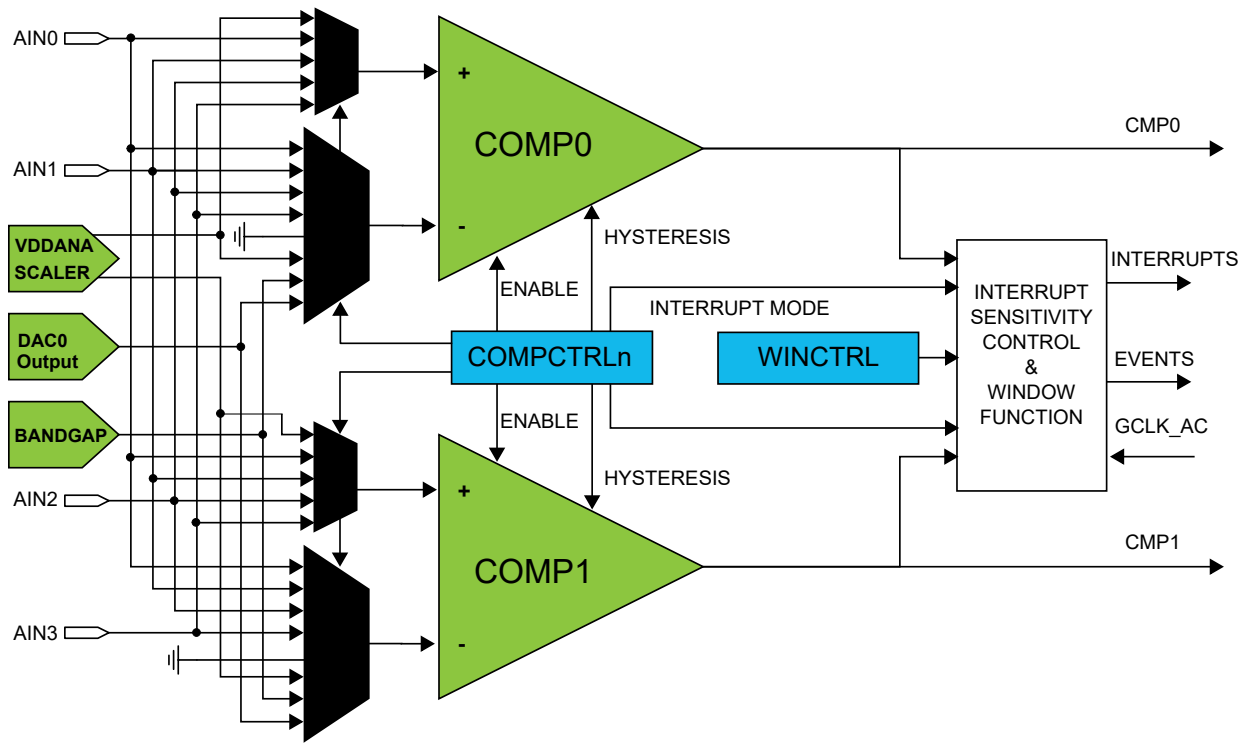 AIN0
+
COMP0
-
CMP0
AIN1
VDDANA
SCALER
HYSTERESIS
ENABLE
INTERRUPT MODE
INTERRUPT
SENSITIVITY
CONTROL
&
WINDOW
FUNCTION
INTERRUPTS
DAC0
Output
COMPCTRLn
WINCTRL
EVENTS
BANDGAP
ENABLE
GCLK_AC
HYSTERESIS
AIN2
+
COMP1
-
CMP1
AIN3